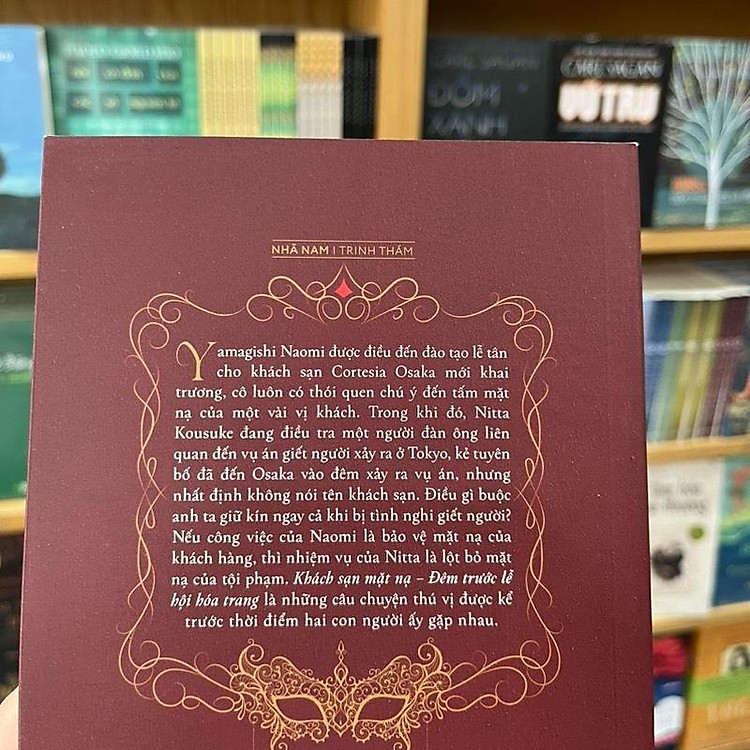 ĐỐM
XANH
CARL SAGAN
VŨ TRỤ
NHÃ NAM | TRINH THÁM
Yamagishi Naomi được điều đến đào tạo lễ tân
cho khách sạn Cortesia Osaka mới khai
trương, cô luôn có thói quen chú ý đến tấm mặt
nạ của một vài vị khách. Trong khi đó, Nitta
Kousuke đang điều tra một người đàn ông liên
quan đến vụ án giết người xảy ra ở Tokyo, kẻ tuyên
bố đã đến Osaka vào đêm xảy ra vụ án, nhưng
nhất định không nói tên khách sạn. Điều gì buộc
anh ta giữ kín ngay cả khi bị tình nghi giết người?
Nếu công việc của Naomi là bảo vệ mặt nạ của
khách hàng, thì nhiệm vụ của Nitta là lột bỏ mặt
nạ của tội phạm. Khách sạn mặt nạ – Đêm trước lễ
hội hóa trang là những câu chuyện thú vị được kể
trước thời điểm hai con người ấy gặp nhau.